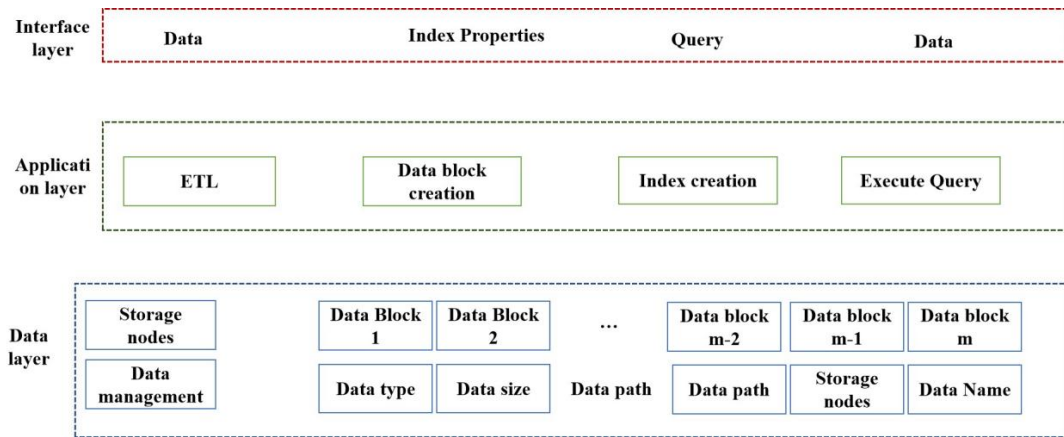 Interface
layer
Data
Index Properties
Query
Data
Applicati
on layer
ETL
Data block
creation
Index creation
Execute Query
Data
layer
Storage
nodes
Data Block
1
Data Block
2
...
Data block
m-2
Data block
m-1
Data block
m
Data
management
Data type
Data size
Data path
Data path
Storage
nodes
Data Name